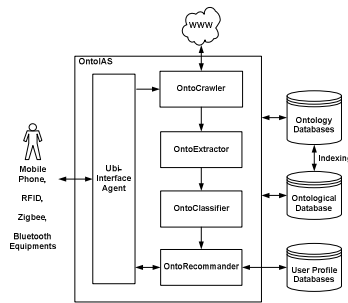 WWW
OntoIAS
OntoCrawler
OntoExtractor
OntoClassifier
OntoRecommander
Ubi-
Interface
Agent
Mobile
Phone,
RFID,
Zigbee,
Bluetooth
Equipments
Ontology
Databases
Indexing
Ontological
Database
User Profile
Databases